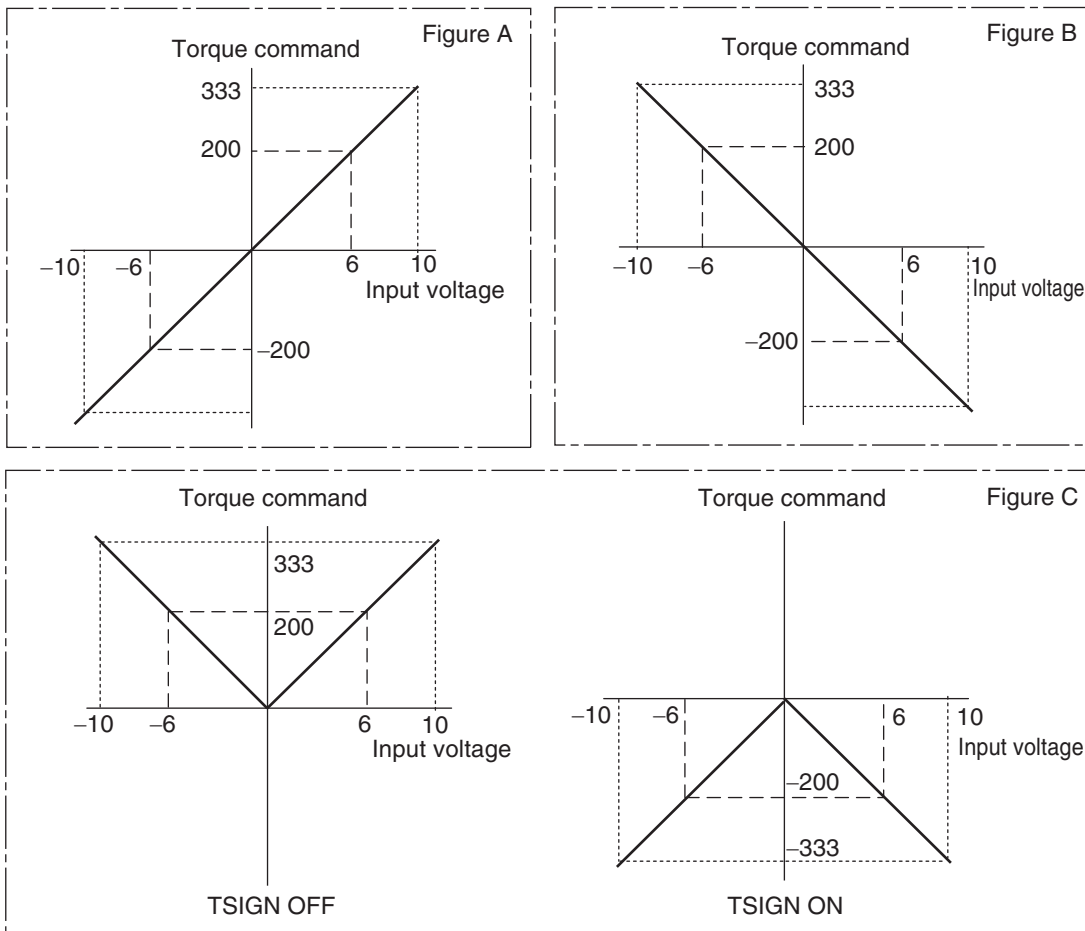 Figure A
Torque command
333
200
−10
−6
6
10
Input voltage
−200
Figure B
Torque command
333
200
−10
−6
6
10
Input voltage
−200
Figure C
Torque command
333
200
−10
−6
6
10
Input voltage
TSIGN OFF
Torque command
−10
−6
6
10
Input voltage
−200
−333
TSIGN ON